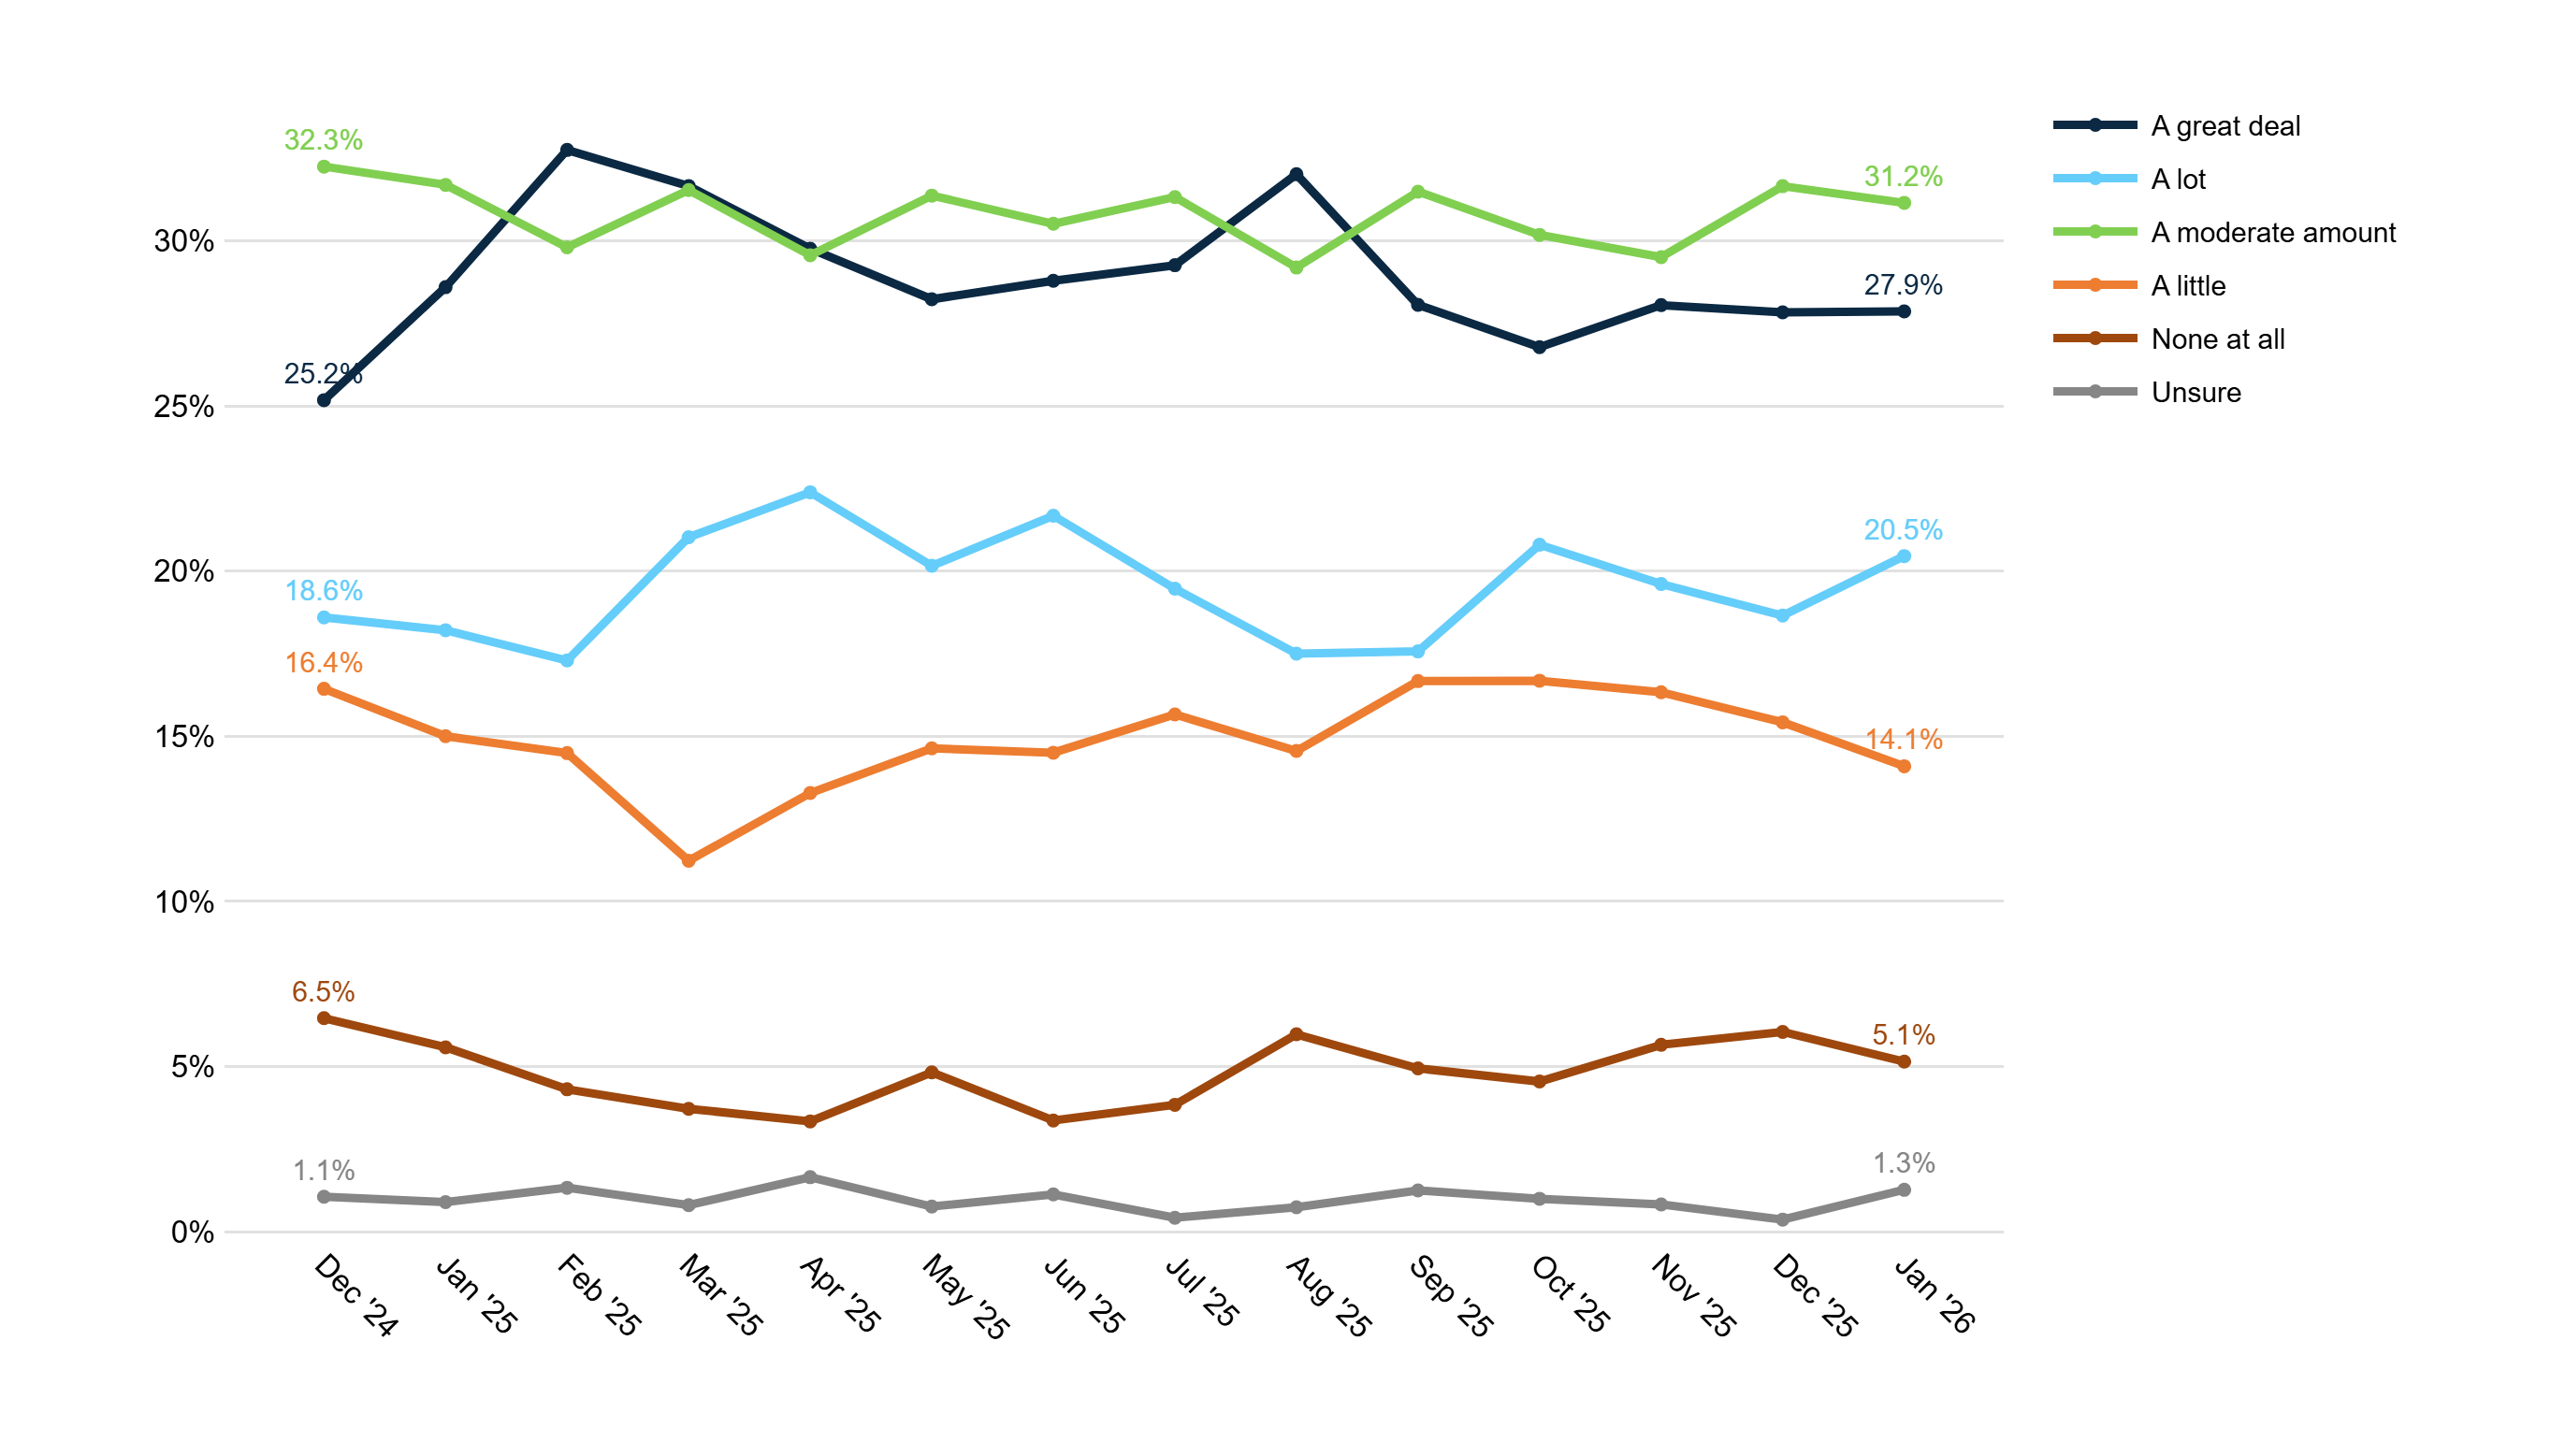 32.3%
31.2%
30%
27.9%
25.2%
25%
20.5%
20%
18.6%
16.4%
15%
14.1%
10%
6.5%
5.1%
5%
1.1%
1.3%
0%
Dec '24
Jan '25
Feb '25
Mar '25
Apr '25
May '25
Jun '25
Jul '25
Aug '25
Sep '25
Oct '25
Nov '25
Dec '25
Jan '26
A great deal
A lot
A moderate amount
A little
None at all
Unsure